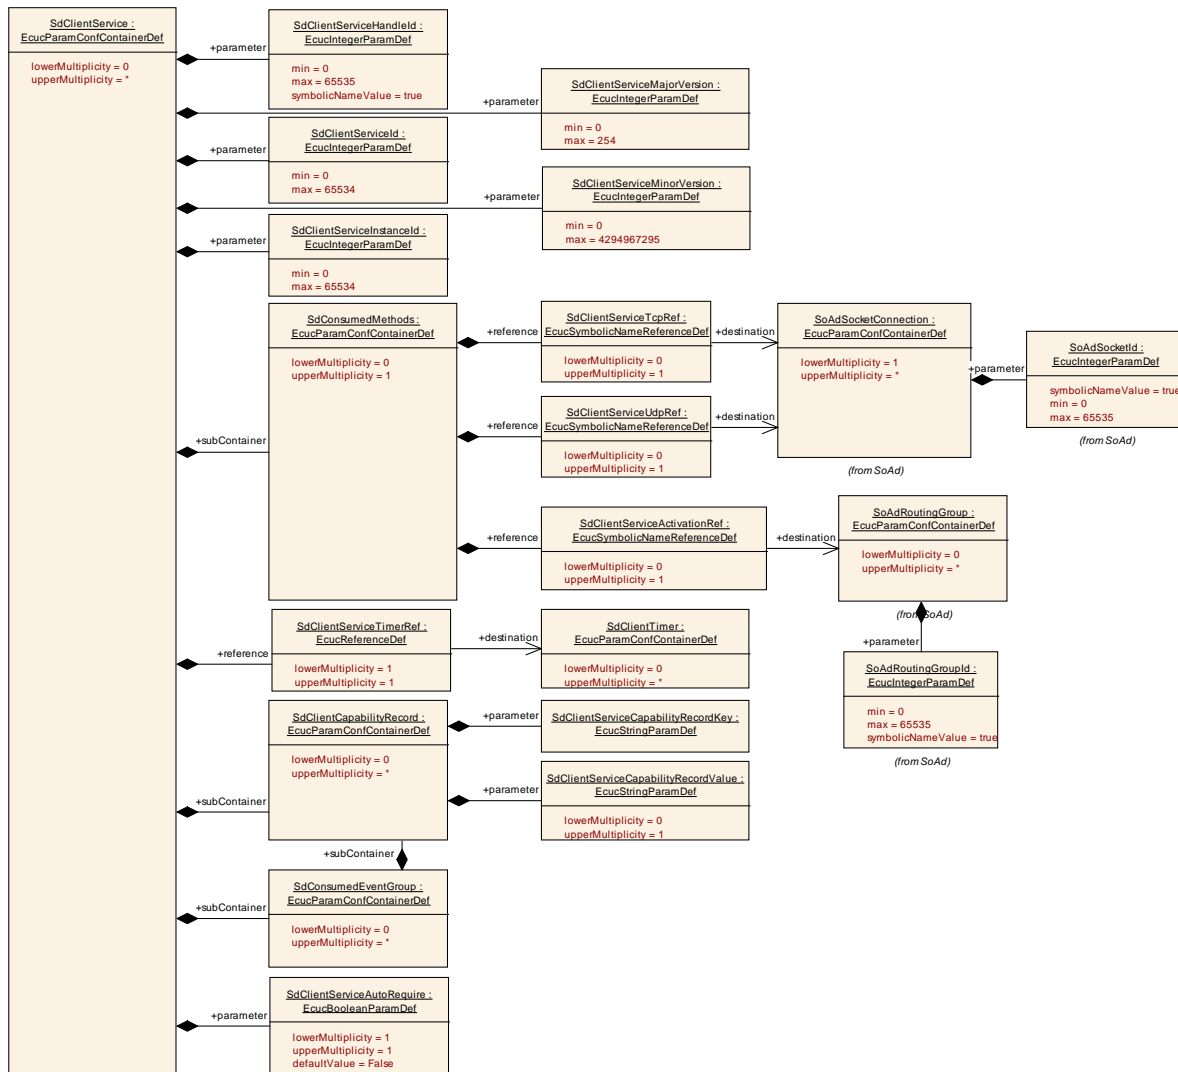 SdClientService :
EcucParamConfContainerDef
lowerMultiplicity = 0
upperMultiplicity = *
+parameter
SdClientServiceHandleId :
EcucIntegerParamDef
min = 0
max = 65535
symbolicNameValue = true
+parameter
SdClientServiceMajorVersion :
EcucIntegerParamDef
min = 0
max = 254
+parameter
SdClientServiceId :
EcucIntegerParamDef
min = 0
max = 65534
+parameter
SdClientServiceMinorVersion :
EcucIntegerParamDef
min = 0
max = 4294967295
+parameter
SdClientServiceInstanceId :
EcucIntegerParamDef
min = 0
max = 65534
+subContainer
SdConsumedMethods :
EcucParamConfContainerDef
lowerMultiplicity = 0
upperMultiplicity = 1
+reference
SdClientServiceTcpRef :
EcucSymbolicNameReferenceDef
lowerMultiplicity = 0
upperMultiplicity = 1
+destination
SoAdSocketConnection :
EcucParamConfContainerDef
lowerMultiplicity = 1
upperMultiplicity = *
(from SoAd)
+parameter
SoAdSocketId :
EcucIntegerParamDef
symbolicNameValue = true
min = 0
max = 65535
(from SoAd)
+reference
SdClientServiceUdpRef :
EcucSymbolicNameReferenceDef
lowerMultiplicity = 0
upperMultiplicity = 1
+destination
+reference
SdClientServiceActivationRef :
EcucSymbolicNameReferenceDef
lowerMultiplicity = 0
upperMultiplicity = 1
+destination
SoAdRoutingGroup :
EcucParamConfContainerDef
lowerMultiplicity = 0
upperMultiplicity = *
(from SoAd)
+parameter
SoAdRoutingGroupId :
EcucIntegerParamDef
min = 0
max = 65535
symbolicNameValue = true
(from SoAd)
+reference
SdClientServiceTimerRef :
EcucReferenceDef
lowerMultiplicity = 1
upperMultiplicity = 1
+destination
SdClientTimer :
EcucParamConfContainerDef
lowerMultiplicity = 0
upperMultiplicity = *
+subContainer
SdClientCapabilityRecord :
EcucParamConfContainerDef
lowerMultiplicity = 0
upperMultiplicity = *
+parameter
SdClientServiceCapabilityRecordKey :
EcucStringParamDef
+parameter
SdClientServiceCapabilityRecordValue :
EcucStringParamDef
lowerMultiplicity = 0
upperMultiplicity = 1
+subContainer
+subContainer
SdConsumedEventGroup :
EcucParamConfContainerDef
lowerMultiplicity = 0
upperMultiplicity = *
+parameter
SdClientServiceAutoRequire :
EcucBooleanParamDef
lowerMultiplicity = 1
upperMultiplicity = 1
defaultValue = False